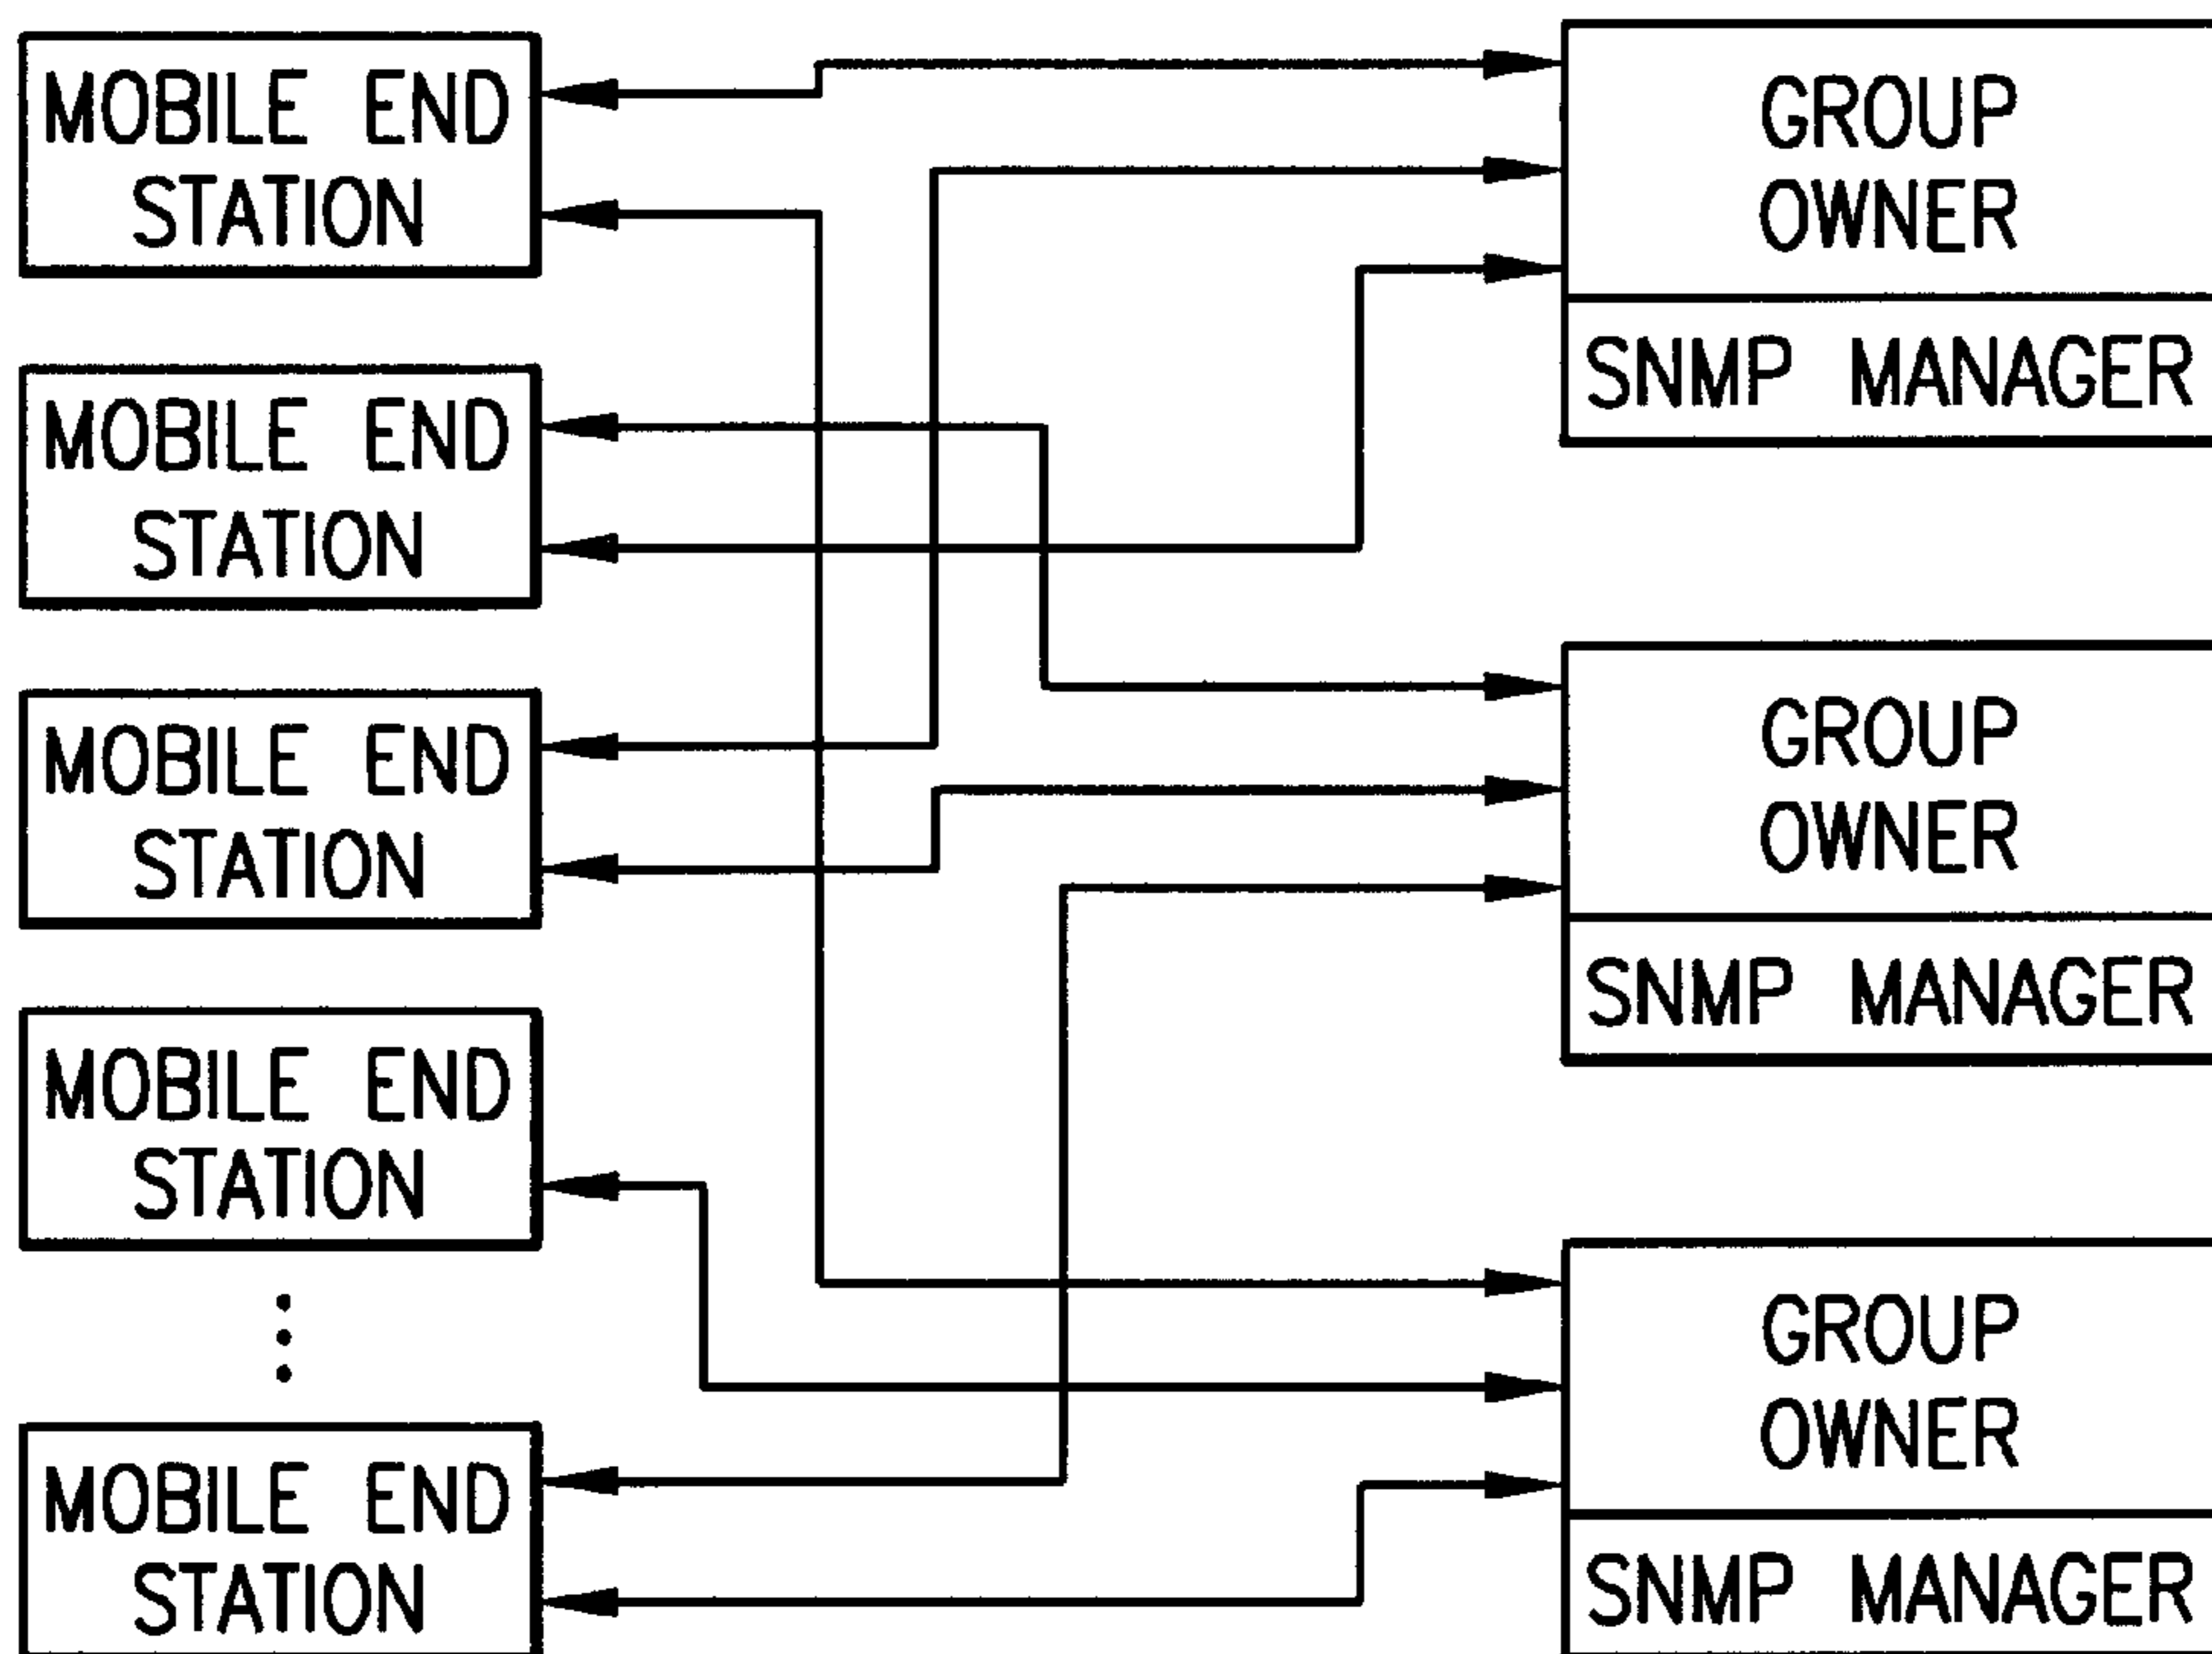 MOBILE END
STATION
MOBILE END
STATION
MOBILE END
STATION
MOBILE END
STATION
MOBILE END
STATION
GROUP
OWNER
SNMP MANAGER
GROUP
OWNER
SNMP MANAGER
GROUP
OWNER
SNMP MANAGER